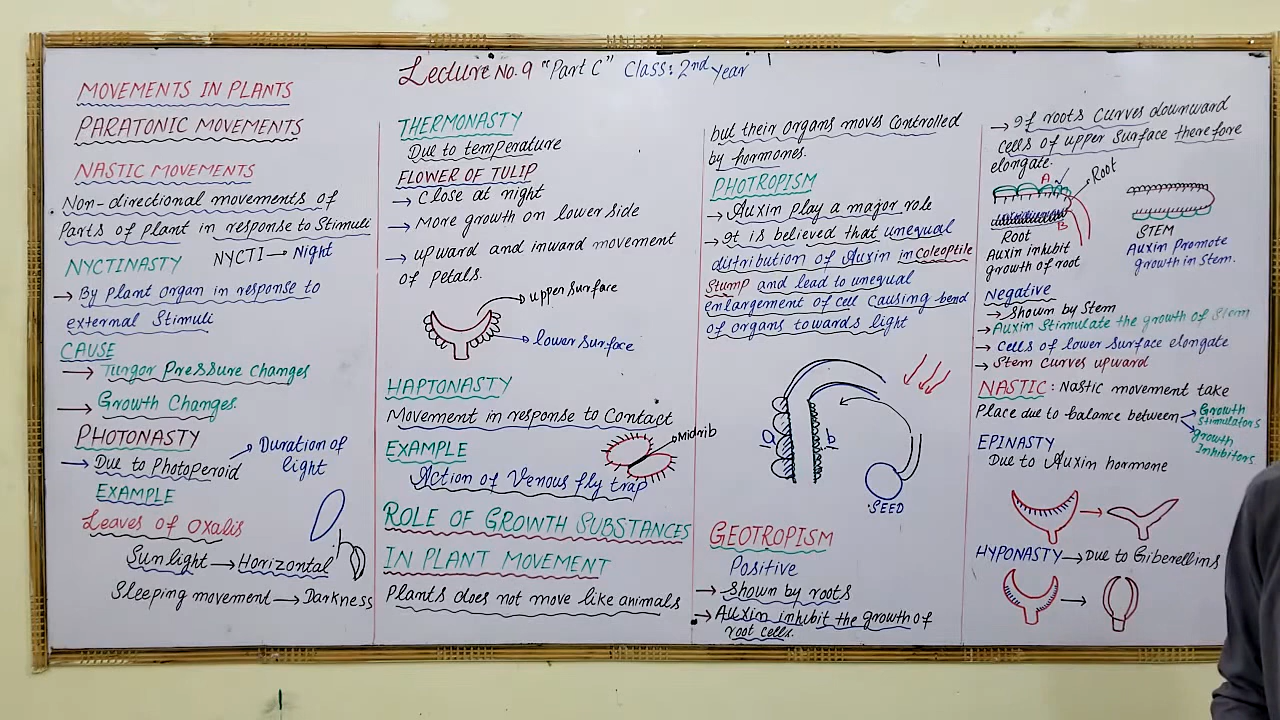 Lecture No. 9 "Part C" Class: 2nd Year
MOVEMENTS IN PLANTS
PARATONIC MOVEMENTS
NASTIC MOVEMENTS
Non-directional movements of
Parts of plant in response to Stimuli
NYCTINASTY NYCTI → Night
→ By plant organ in response to
external Stimuli
CAUSE
→ Turgor Pressure changes
→ Growth Changes.
PHOTONASTY
→ Due to Photoperoid → Duration of
light
EXAMPLE
Leaves of Oxalis
Sunlight → Horizontal
Sleeping movement → Darkness
THERMONASTY
Due to temperature
FLOWER OF TULIP
→ Close at night
→ More growth on lower side
→ upward and inward movement
of petals.
upper surface
lower surface
HAPTONASTY
Movement in response to Contact
Midrib
EXAMPLE
Action of Venous fly trap
ROLE OF GROWTH SUBSTANCES
IN PLANT MOVEMENT
Plants does not move like animals
but their organs moves controlled
by hormones.
PHOTROPISM
→ Auxin play a major role
→ It is believed that unequal
distribution of Auxin in coleoptile
Stump and lead to unequal
enlargement of cell causing bend
of organs towards light
a
b
SEED
GEOTROPISM
Positive
→ Shown by roots
→ Auxin inhibit the growth of
root cells.
→ If roots curves downward
cells of upper surface therefore
elongate.
A
Root
B
Root
Auxin inhibit
growth of root
STEM
Auxin Promote
growth in stem.
Negative
→ Shown by Stem
→ Auxin Stimulate the growth of Stem
→ Cells of lower surface elongate
→ Stem curves upward
NASTIC: Nastic movement take
Place due to balance between
Growth
Stimulators
growth
Inhibitors
EPINASTY
Due to Auxin hormone
HYPONASTY → Due to Giberellins